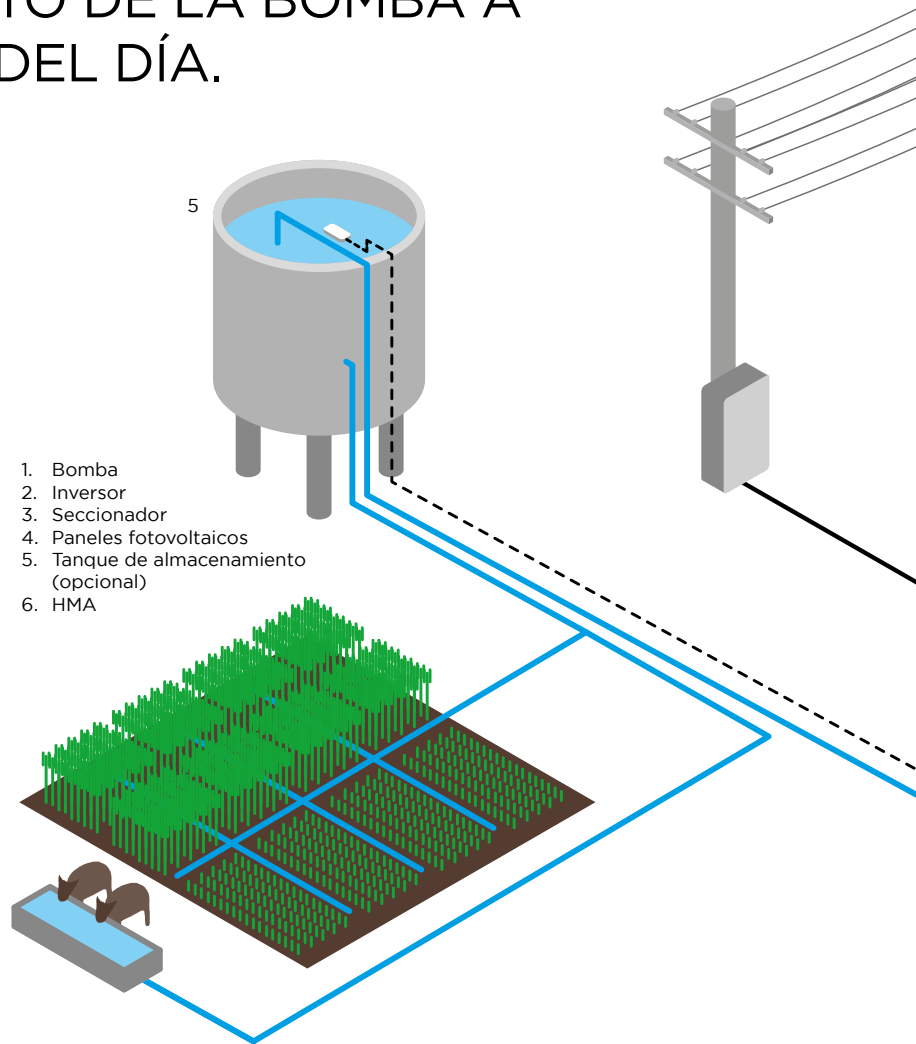 TO DE LA BOMBA A
DEL DÍA.
5
1. Bomba
2. Inversor
3. Seccionador
4. Paneles fotovoltaicos
5. Tanque de almacenamiento
(opcional)
6. HMA